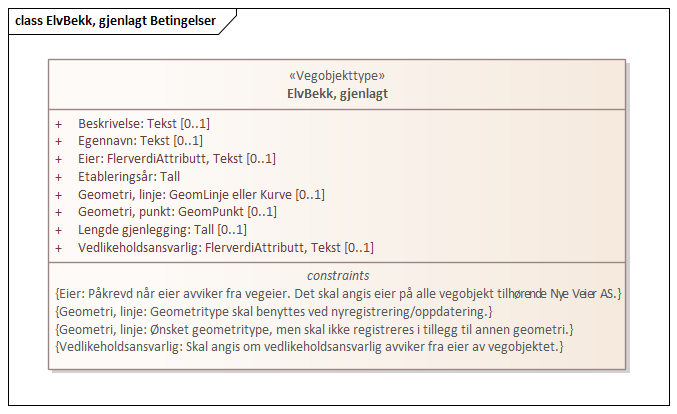 class ElvBekk, gjenlagt Betingelser
«Vegobjekttype»
ElvBekk, gjenlagt
+ Beskrivelse: Tekst [0..1]
+ Egennavn: Tekst [0..1]
+ Eier: FlerverdiAttributt, Tekst [0..1]
+ Etableringsår: Tall
+ Geometri, linje: GeomLinje eller Kurve [0..1]
+ Geometri, punkt: GeomPunkt [0..1]
+ Lengde gjenlegging: Tall [0..1]
+ Vedlikeholdsansvarlig: FlerverdiAttributt, Tekst [0..1]
constraints
{Eier: Påkrevd når eier avviker fra vegeier. Det skal angis eier på alle vegobjekt tilhørende Nye Veier AS.}
{Geometri, linje: Geometritype skal benyttes ved nyregistrering/oppdatering.}
{Geometri, linje: Ønsket geometritype, men skal ikke registreres i tillegg til annen geometri.}
{Vedlikeholdsansvarlig: Skal angis om vedlikeholdsansvarlig avviker fra eier av vegobjektet.}